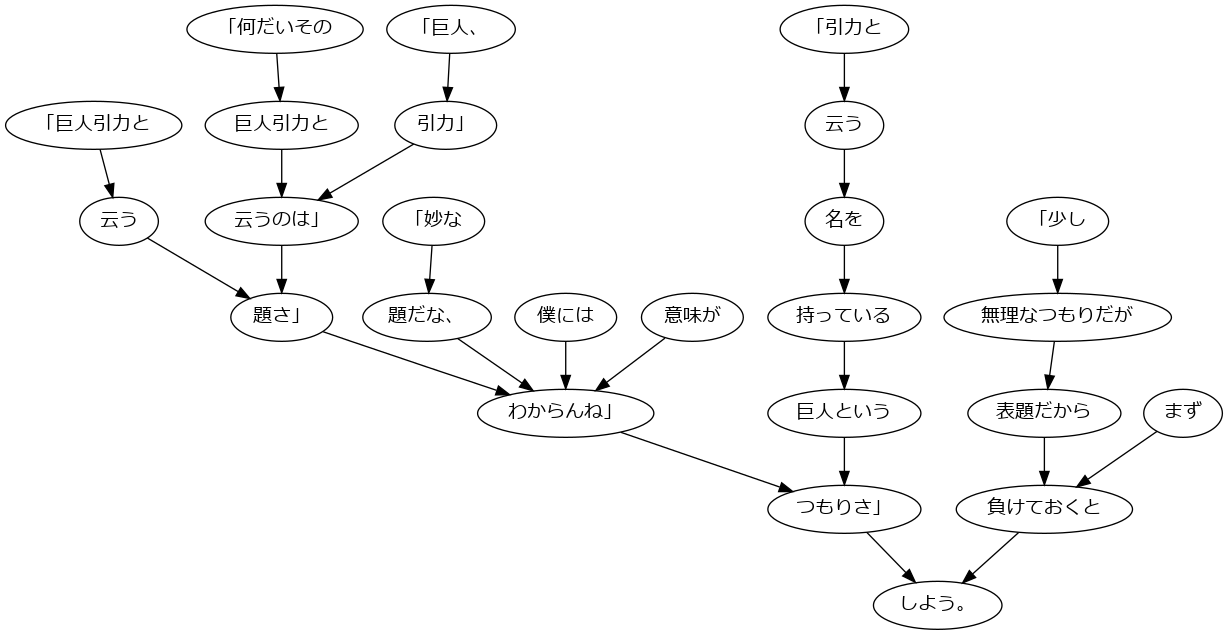 「何だいその
「巨人、
「引力と
「巨人引力と
巨人引力と
引力」
云う
云う
云うのは」
「妙な
名を
「少し
題さ」
題だな、
僕には
意味が
持っている
無理なつもりだが
わからんね」
巨人という
表題だから
まず
つもりさ」
負けておくと
しよう。